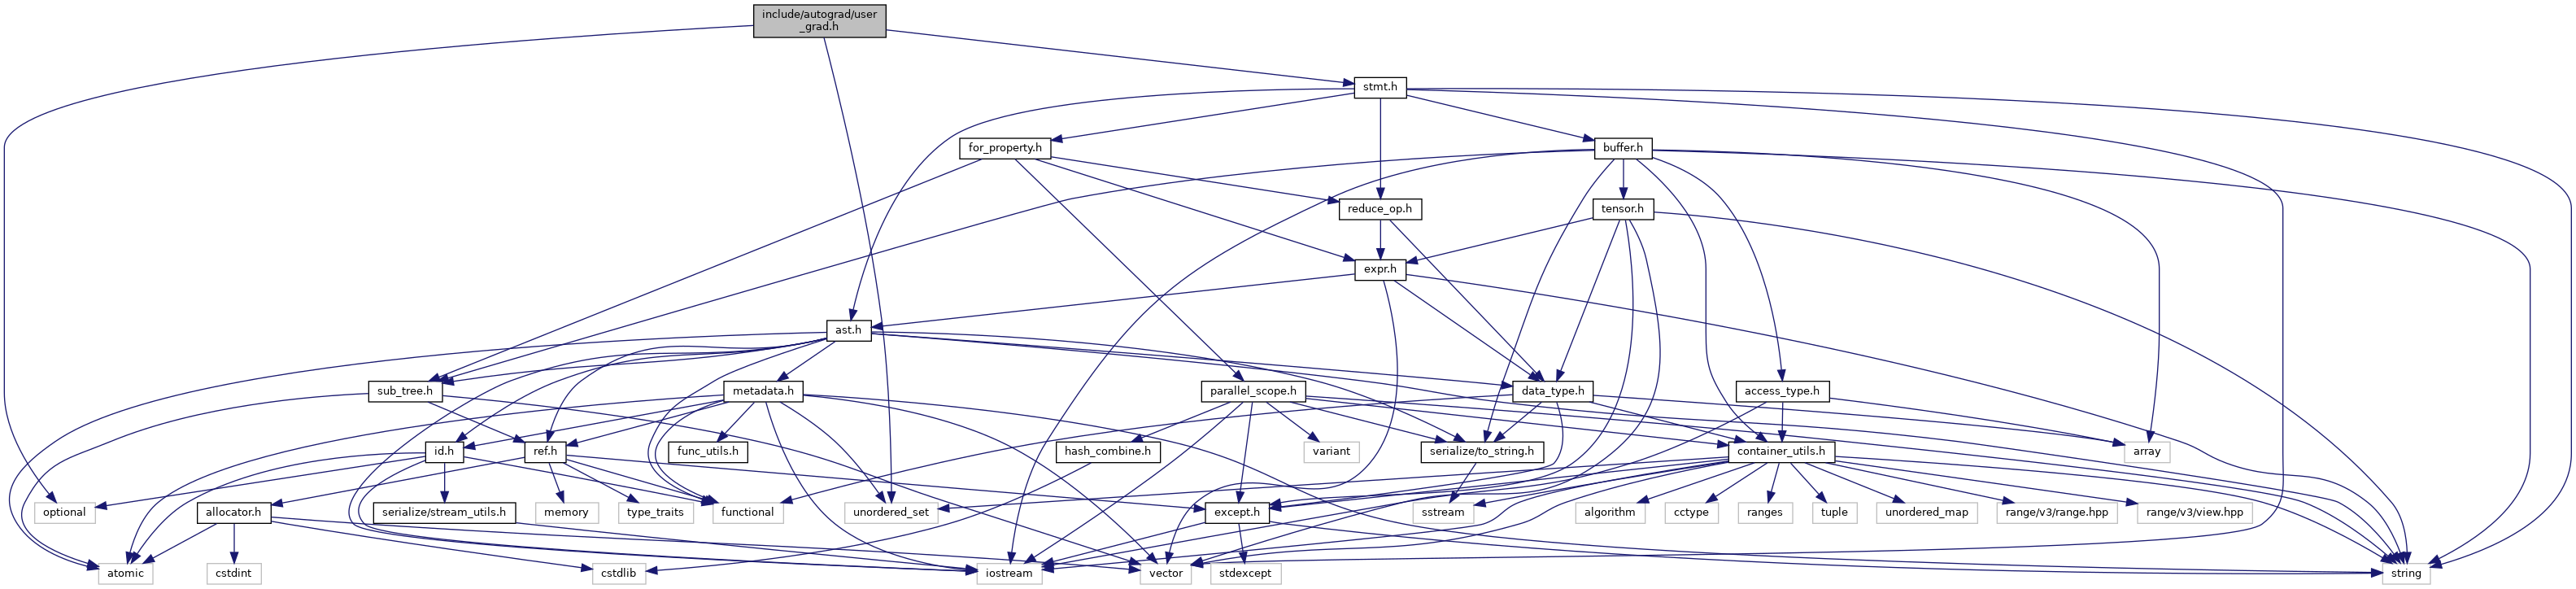 include/autograd/user
_grad.h
stmt.h
for_property.h
buffer.h
reduce_op.h
tensor.h
expr.h
ast.h
sub_tree.h
metadata.h
parallel_scope.h
data_type.h
access_type.h
id.h
ref.h
func_utils.h
hash_combine.h
variant
serialize/to_string.h
container_utils.h
array
optional
allocator.h
serialize/stream_utils.h
memory
type_traits
functional
unordered_set
except.h
sstream
algorithm
cctype
ranges
tuple
unordered_map
range/v3/range.hpp
range/v3/view.hpp
atomic
cstdint
cstdlib
iostream
vector
stdexcept
string